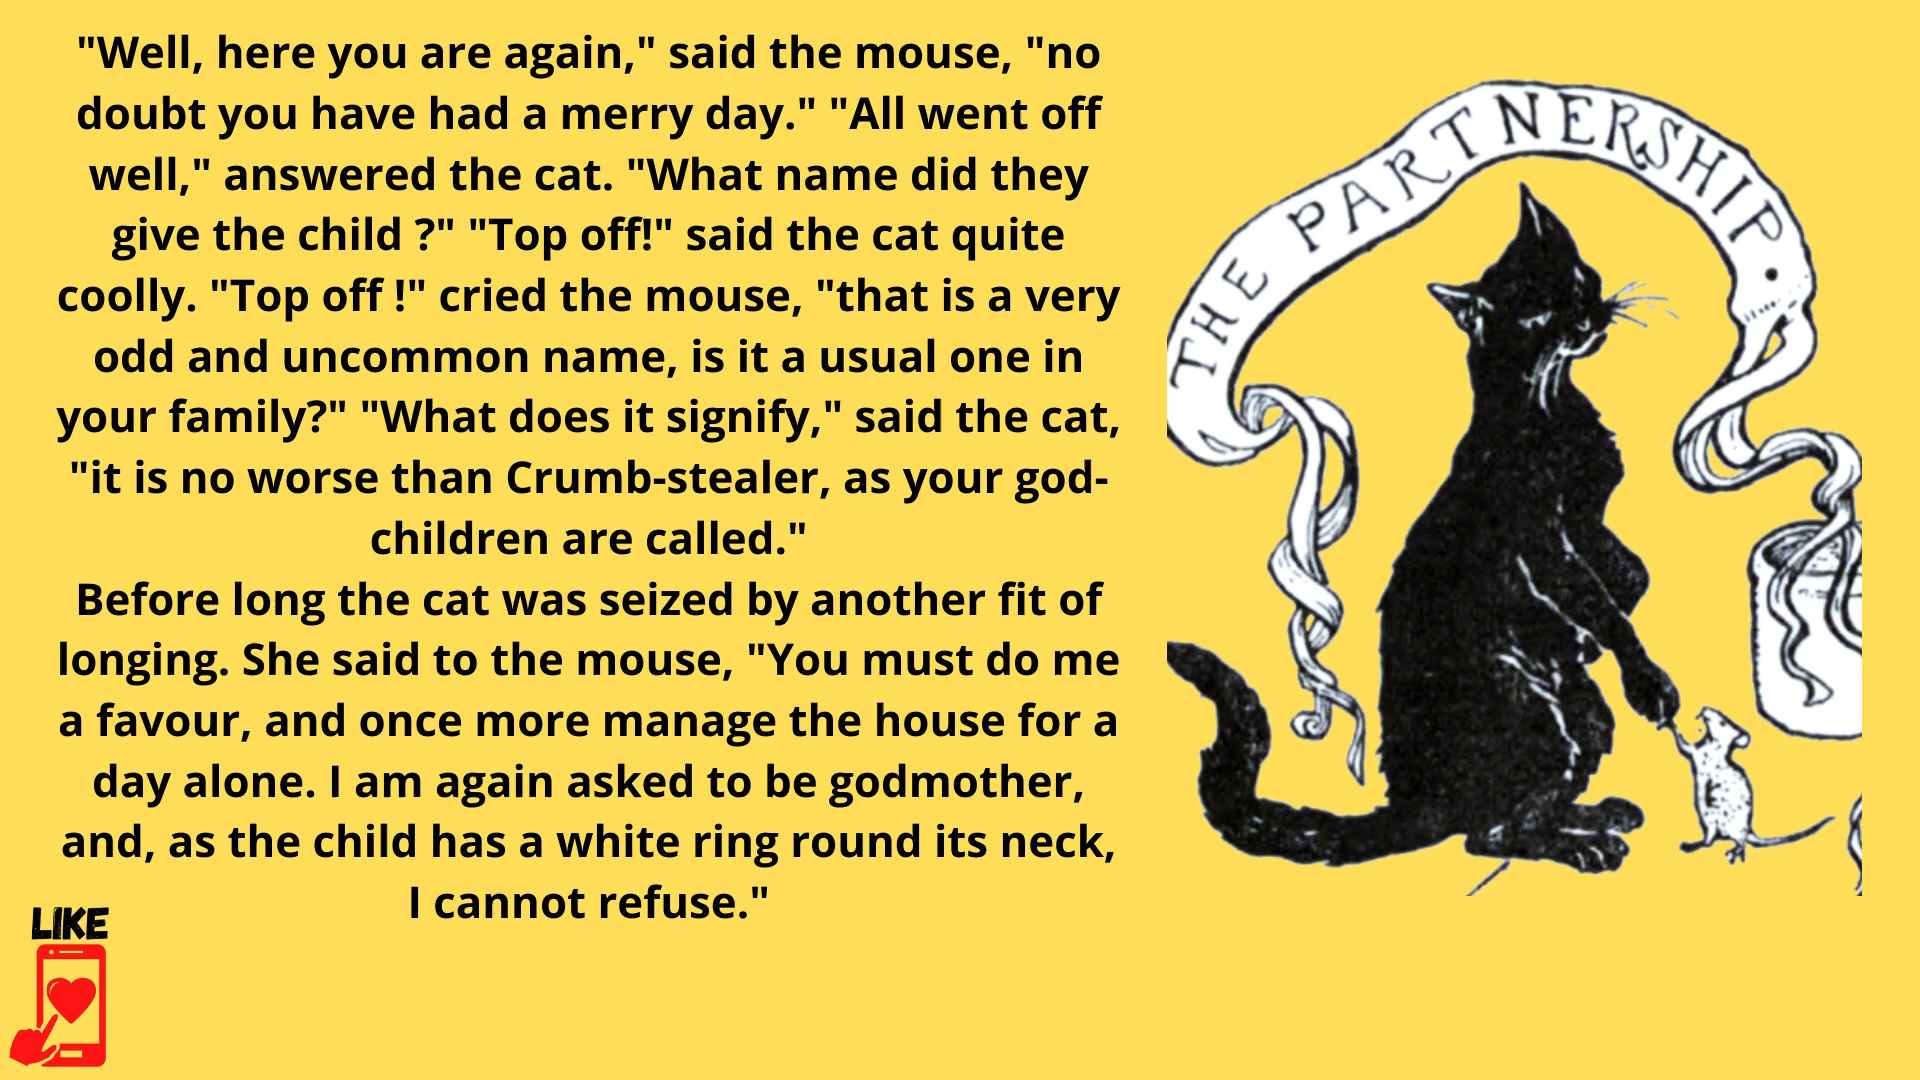 "Well, here you are again," said the mouse, "no
doubt you have had a merry day." "All went off
well," answered the cat. "What name did they
give the child ?" "Top off!" said the cat quite
coolly. "Top off !" cried the mouse, "that is a very
odd and uncommon name, is it a usual one in
your family?" "What does it signify," said the cat,
"it is no worse than Crumb-stealer, as your god-
children are called."
Before long the cat was seized by another fit of
longing. She said to the mouse, "You must do me
a favour, and once more manage the house for a
day alone. I am again asked to be godmother,
and, as the child has a white ring round its neck,
I cannot refuse."
THE PARTNERSHIP.
LIKE